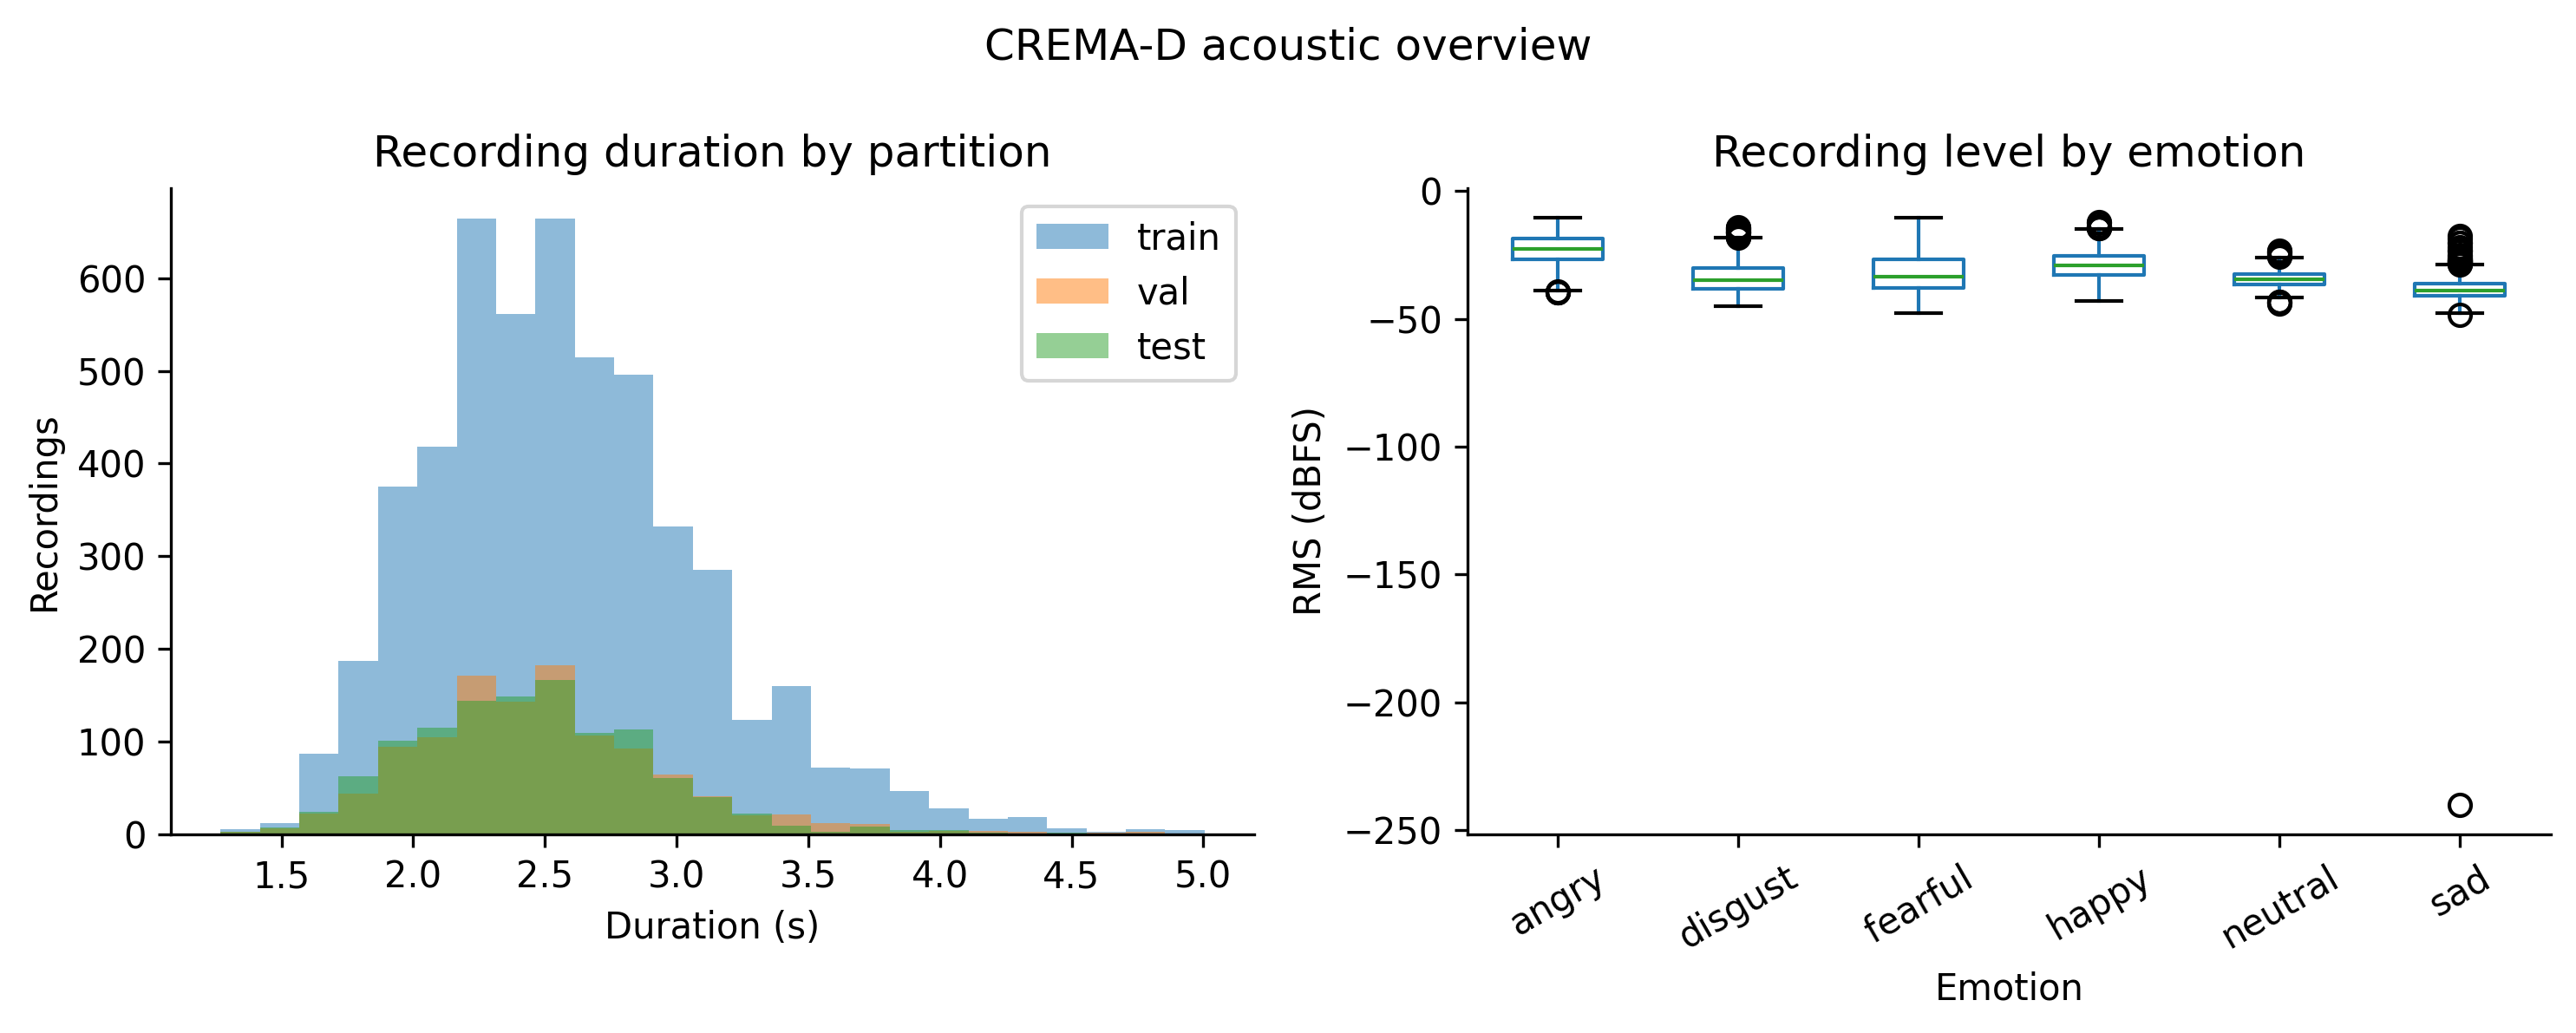 CREMA-D acoustic overview
Recording duration by partition
Recordings
600
500
400
300
200
100
0
1.5 2.0 2.5 3.0 3.5 4.0 4.5 5.0
Duration (s)
train
val
test
Recording level by emotion
RMS (dBFS)
0
−50
−100
−150
−200
−250
angry disgust fearful happy neutral sad
Emotion